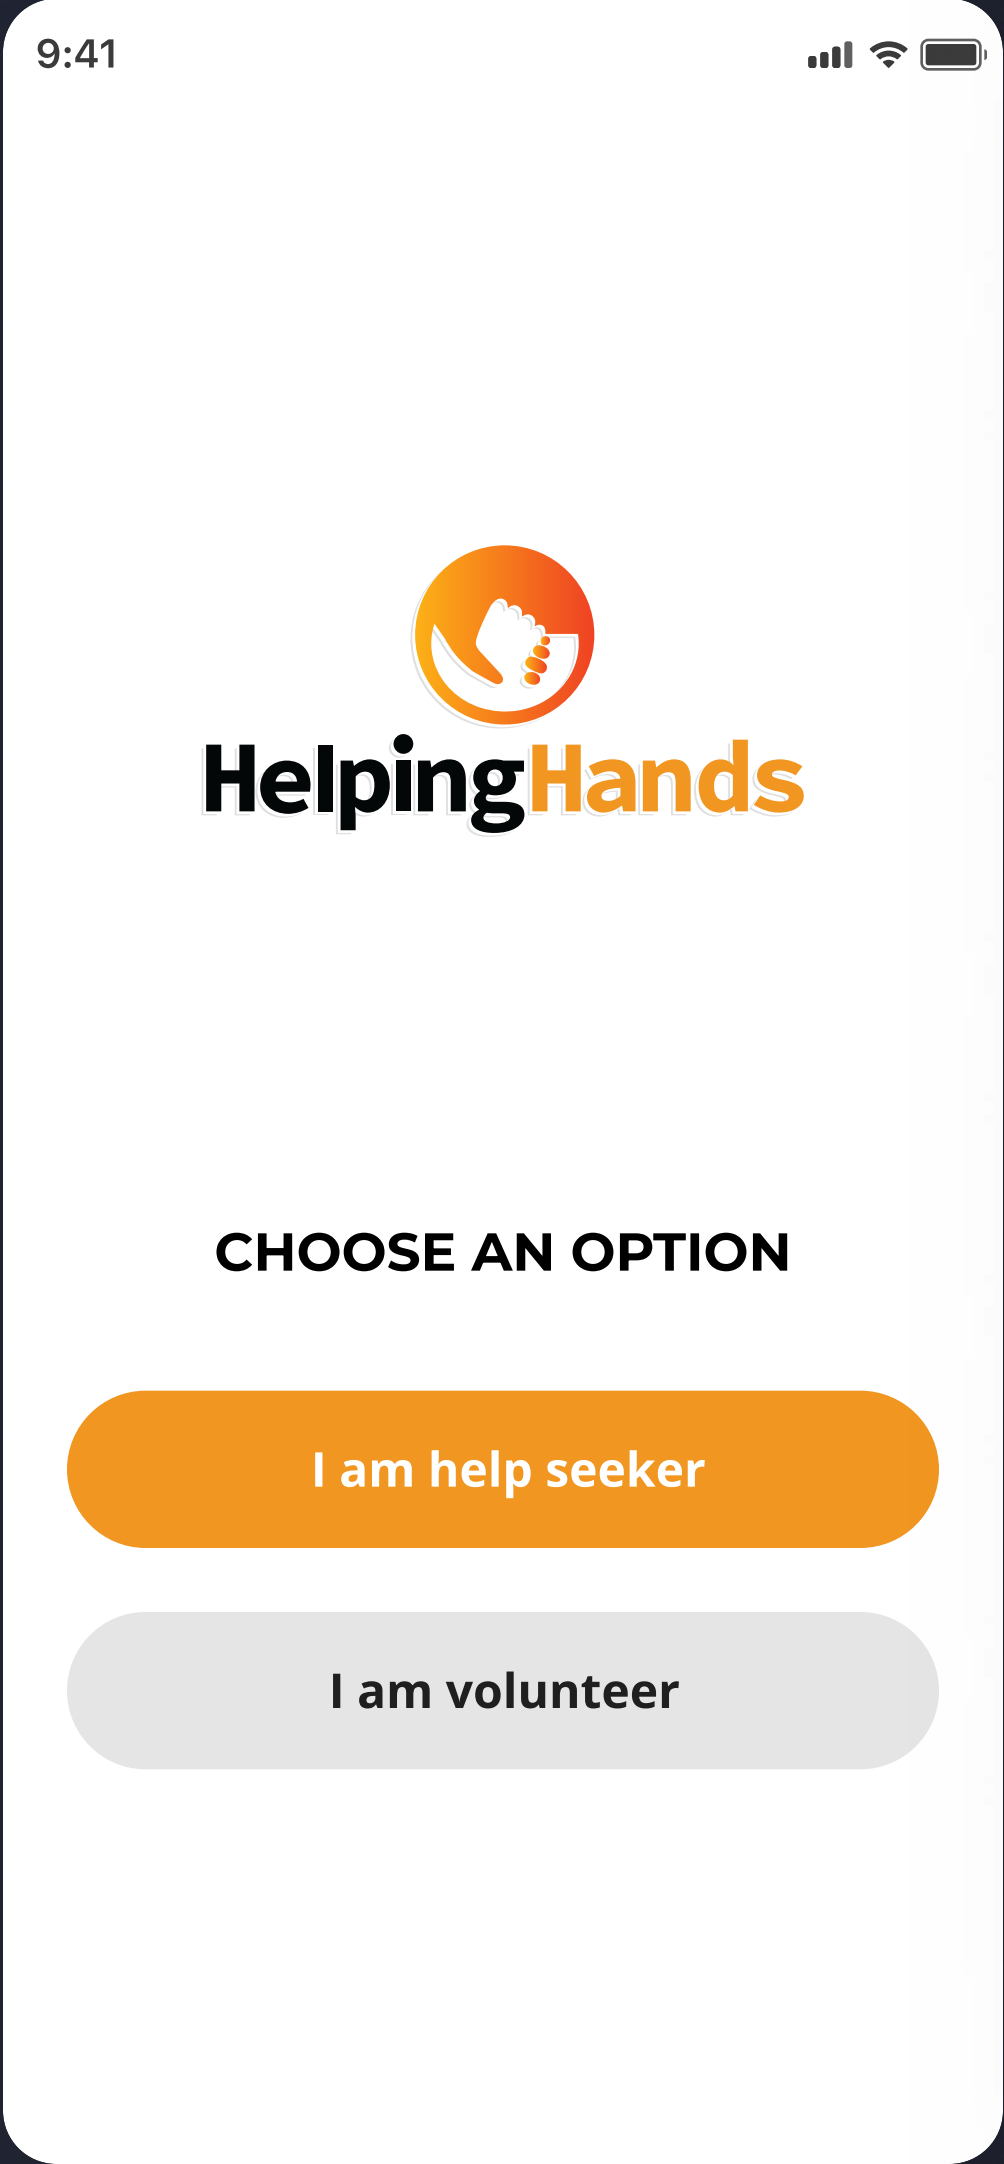 9:41
HelpingHands
CHOOSE AN OPTION
I am help seeker
I am volunteer